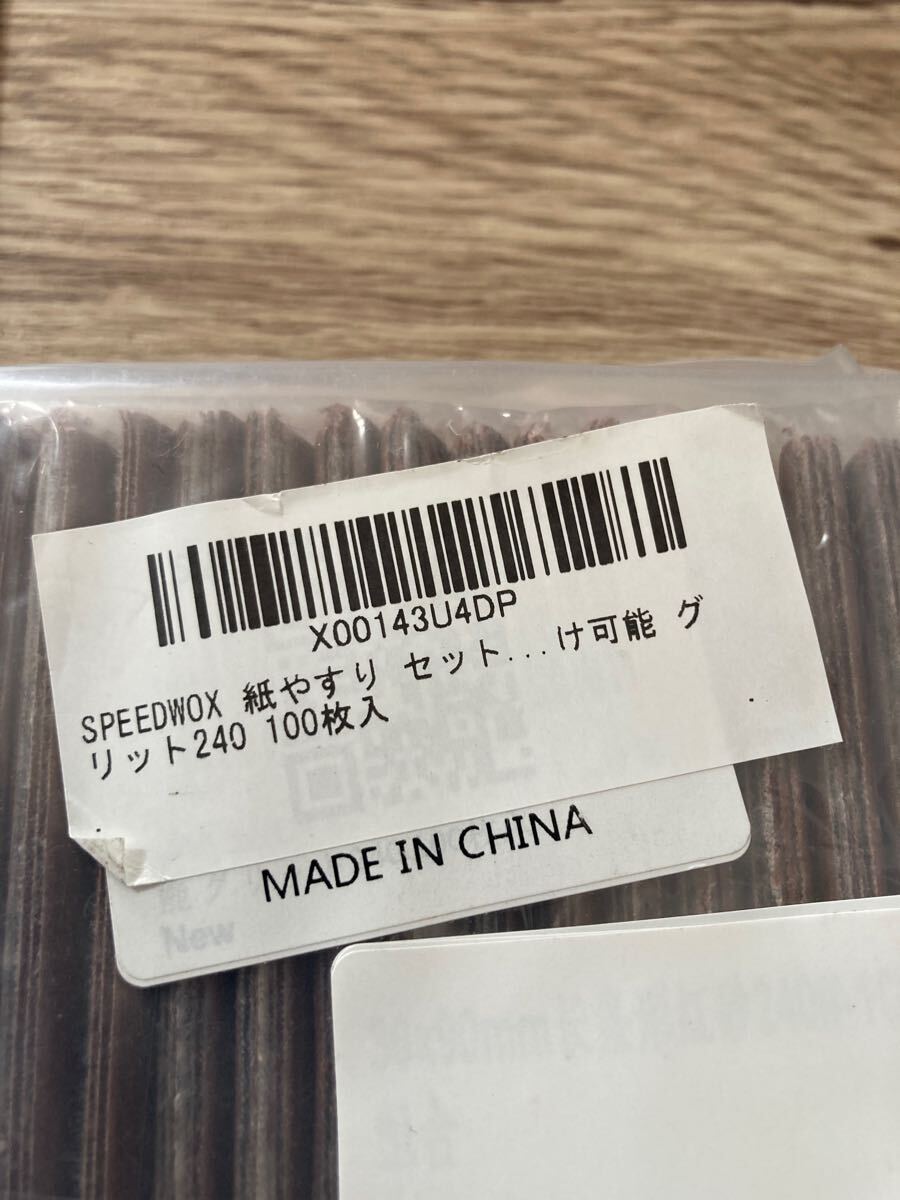 X00143U4DP
SPEEDWOX 紙やすり セット...け可能 グ
リット240 100枚入
MADE IN CHINA
New